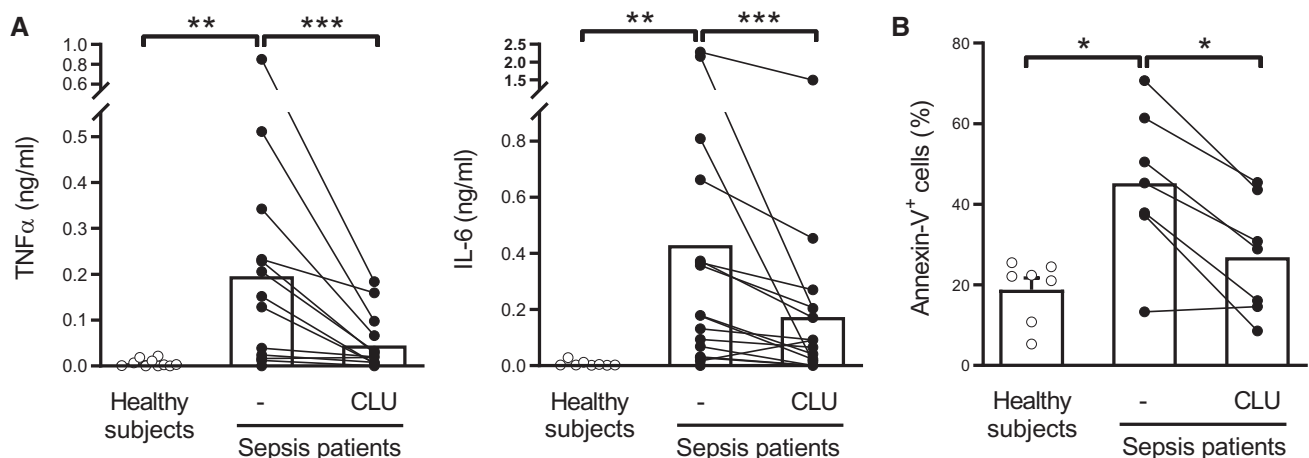 A
** ***
TNFα (ng/ml)
1.0
0.8
0.6
0.5
0.4
0.3
0.2
0.1
0.0
Healthy
subjects
- CLU
Sepsis patients
** ***
IL-6 (ng/ml)
2.5
2.0
1.5
0.8
0.6
0.4
0.2
0.0
Healthy
subjects
- CLU
Sepsis patients
B
* *
Annexin-V+ cells (%)
80
60
40
20
0
Healthy
subjects
- CLU
Sepsis patients